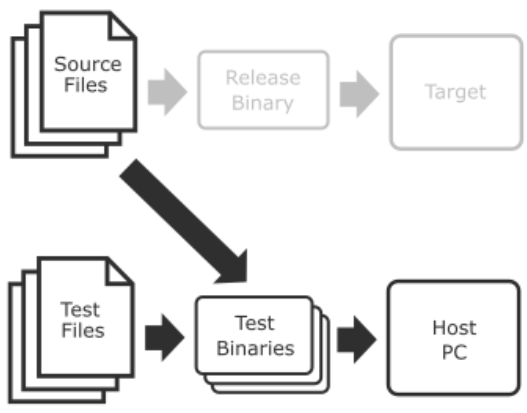 Source
Files
Release
Binary
Target
Test
Files
Test
Binaries
Host
PC